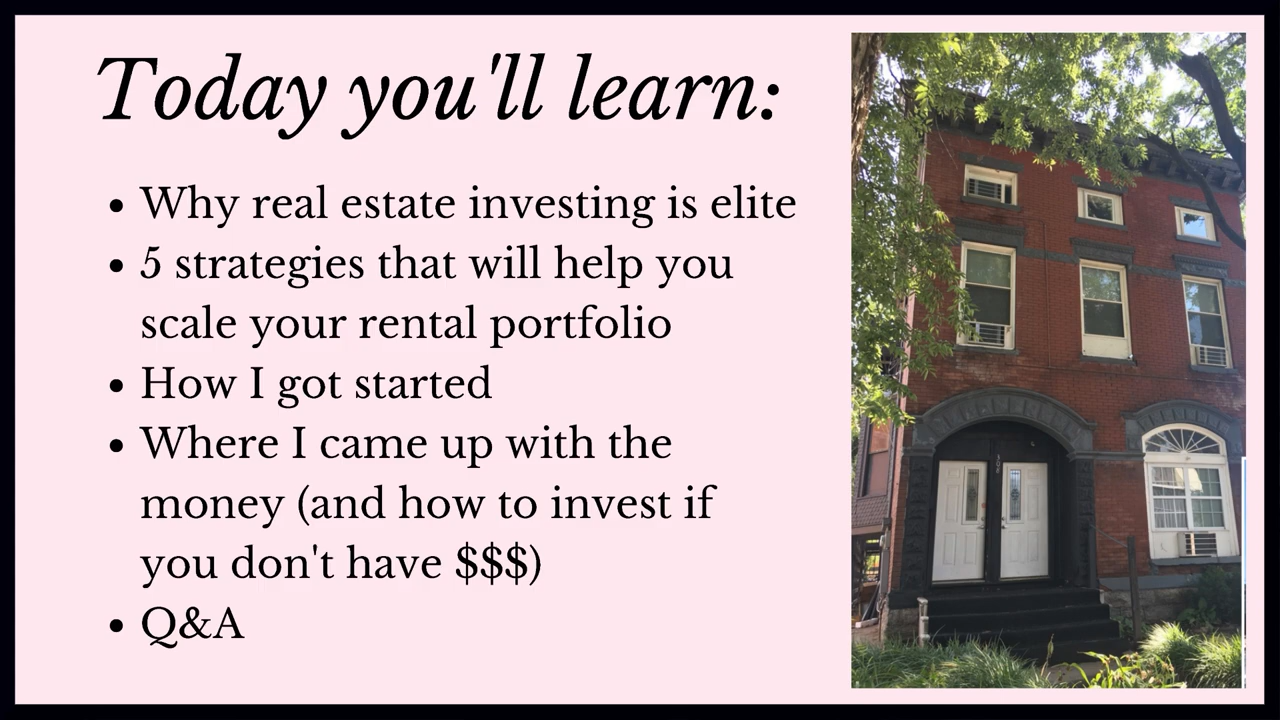 Today you'll learn:
• Why real estate investing is elite
• 5 strategies that will help you
scale your rental portfolio
• How I got started
• Where I came up with the
money (and how to invest if
you don't have $$$)
• Q&A